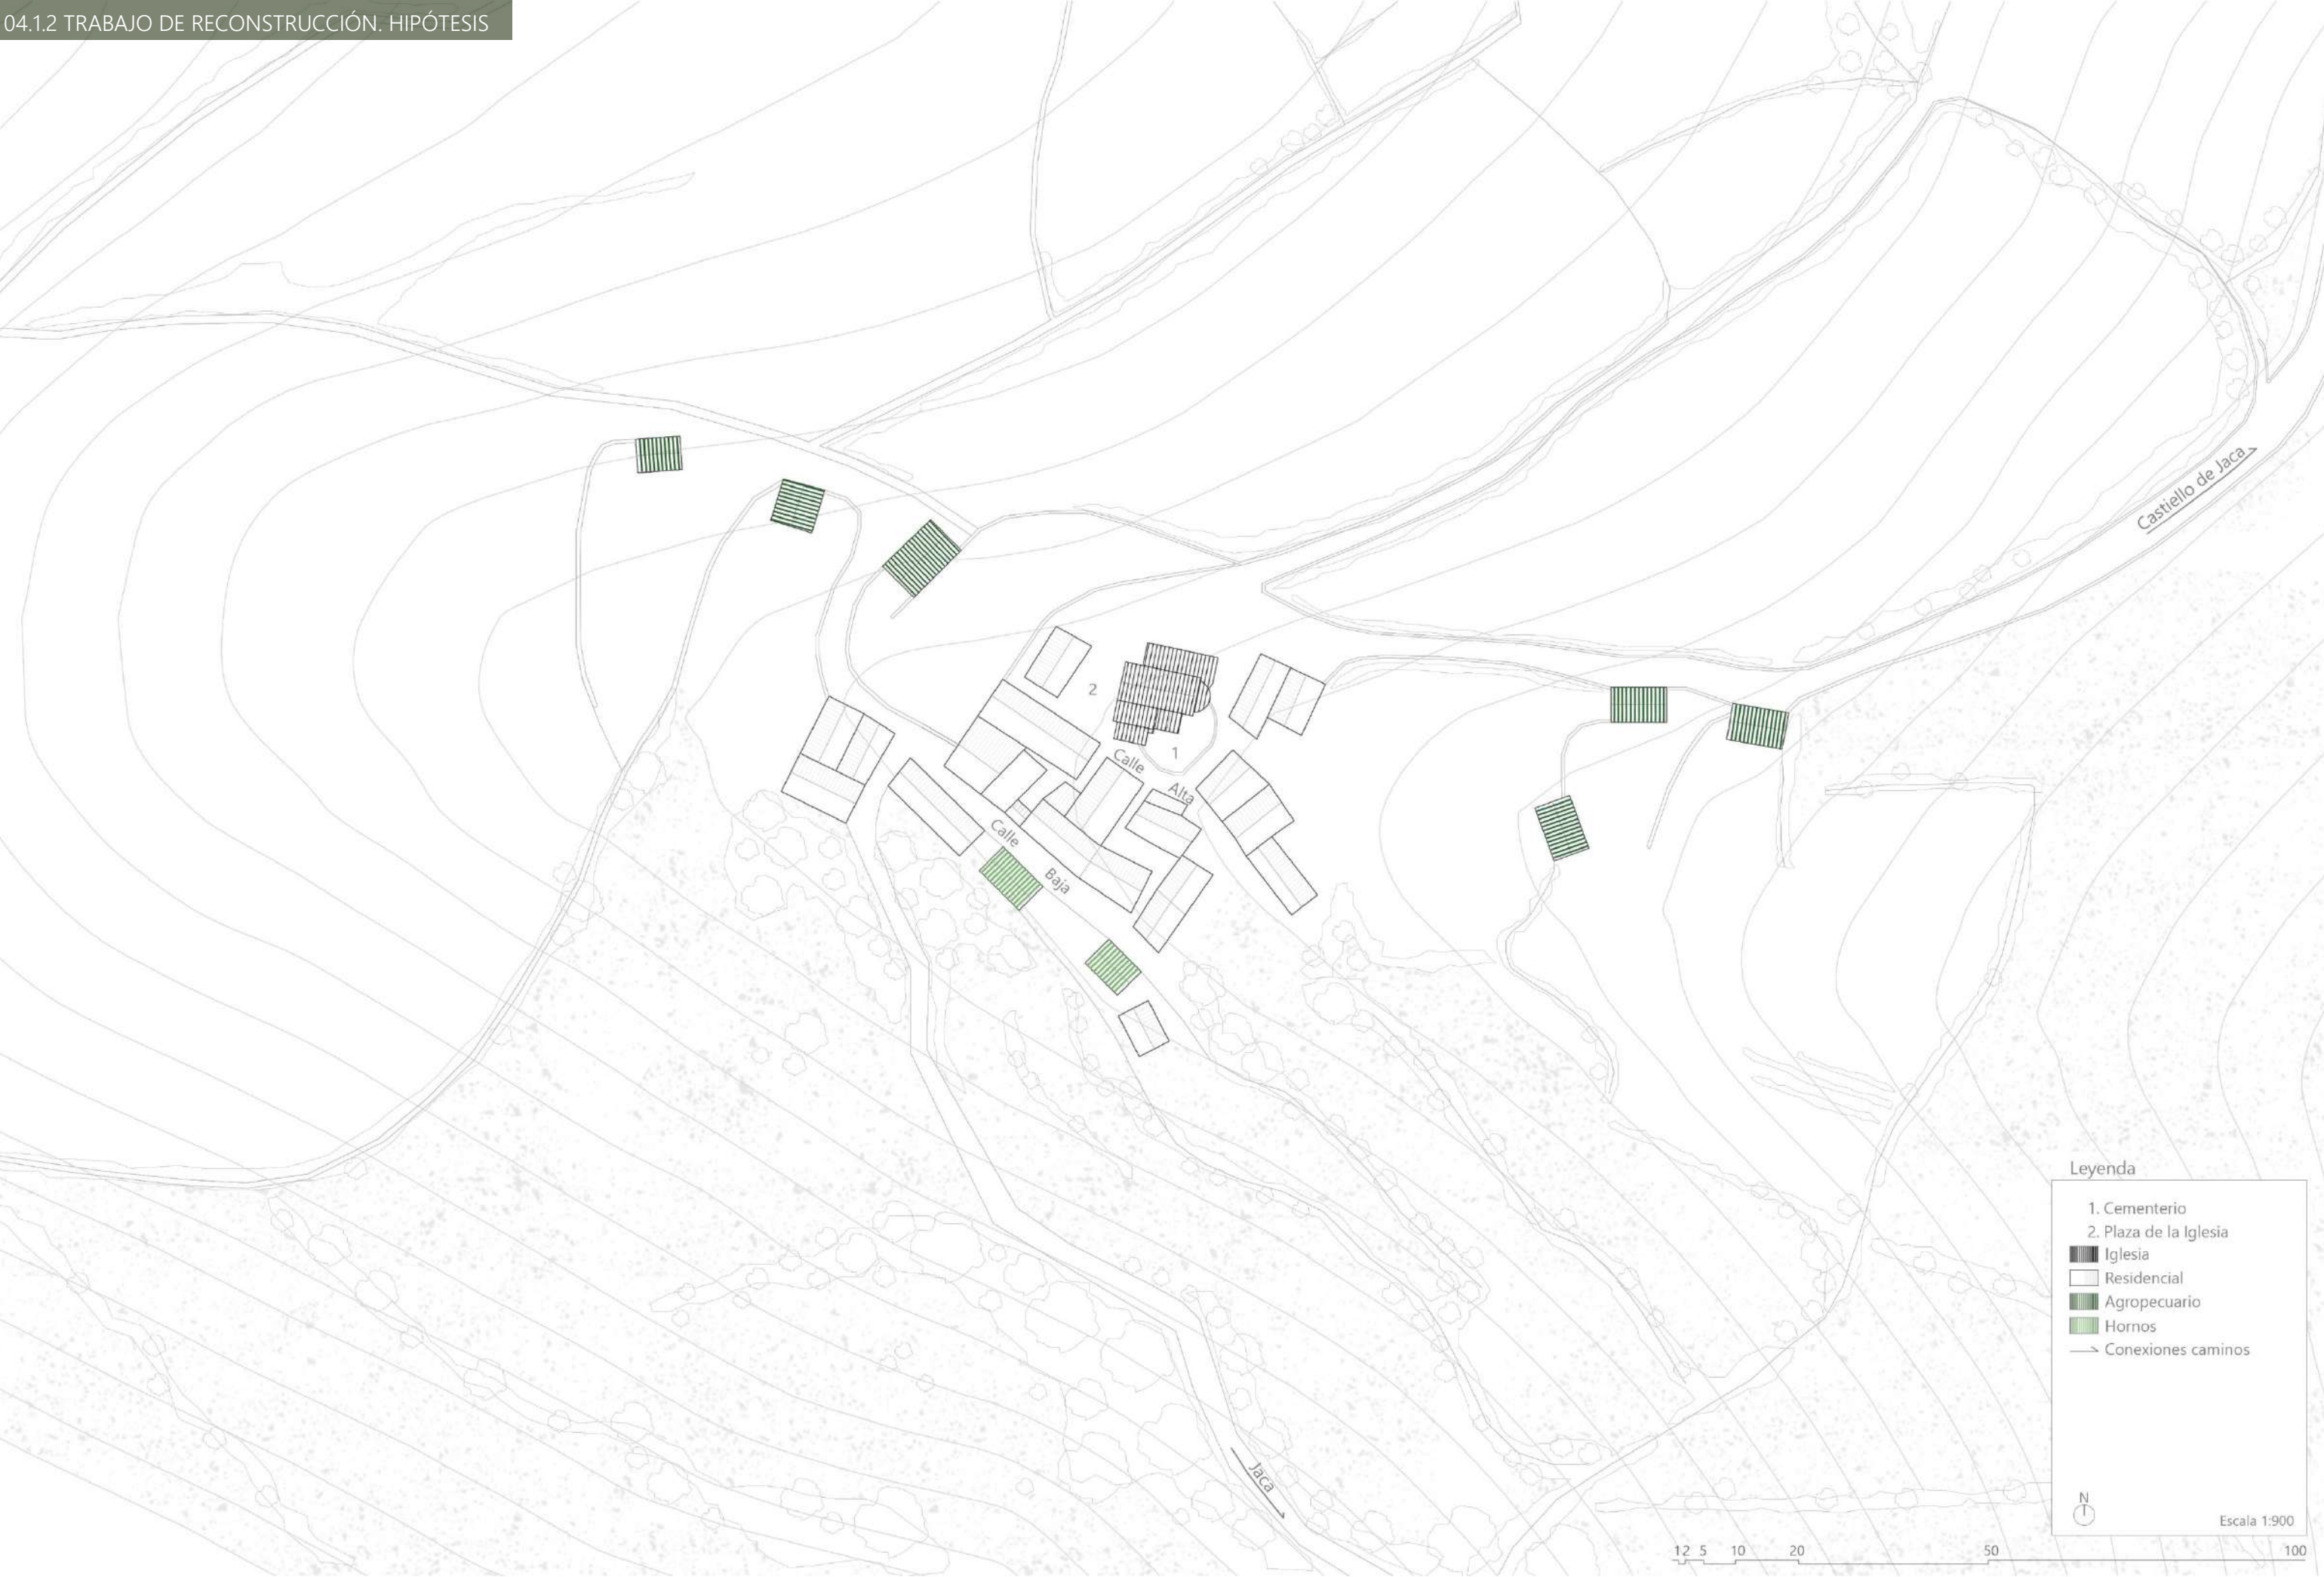 04.1.2 TRABAJO DE RECONSTRUCCIÓN. HIPÓTESIS
Castiello de Jaca
2
1
Calle
Alta
Calle
Baja
Jaca
Leyenda
1. Cementerio
2. Plaza de la Iglesia
Iglesia
Residencial
Agropecuario
Hornos
Conexiones caminos
N
Escala 1:900
1 2 5 10 20 50 100